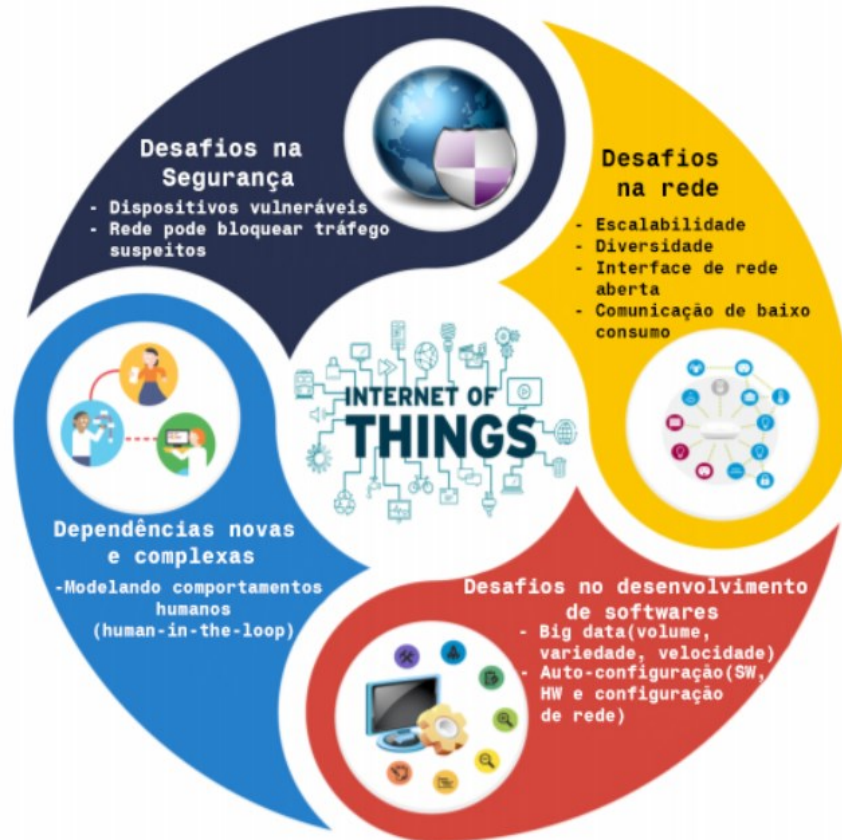 Desafios na
Segurança
- Dispositivos vulneráveis
- Rede pode bloquear tráfego
suspeitos
Desafios
na rede
- Escalabilidade
- Diversidade
- Interface de rede
aberta
- Comunicação de baixo
consumo
INTERNET OF
THINGS
Dependências novas
e complexas
-Modelando comportamentos
humanos
(human-in-the-loop)
Desafios no desenvolvimento
de softwares
- Big data(volume,
variedade, velocidade)
- Auto-configuração(SW,
HW e configuração
de rede)